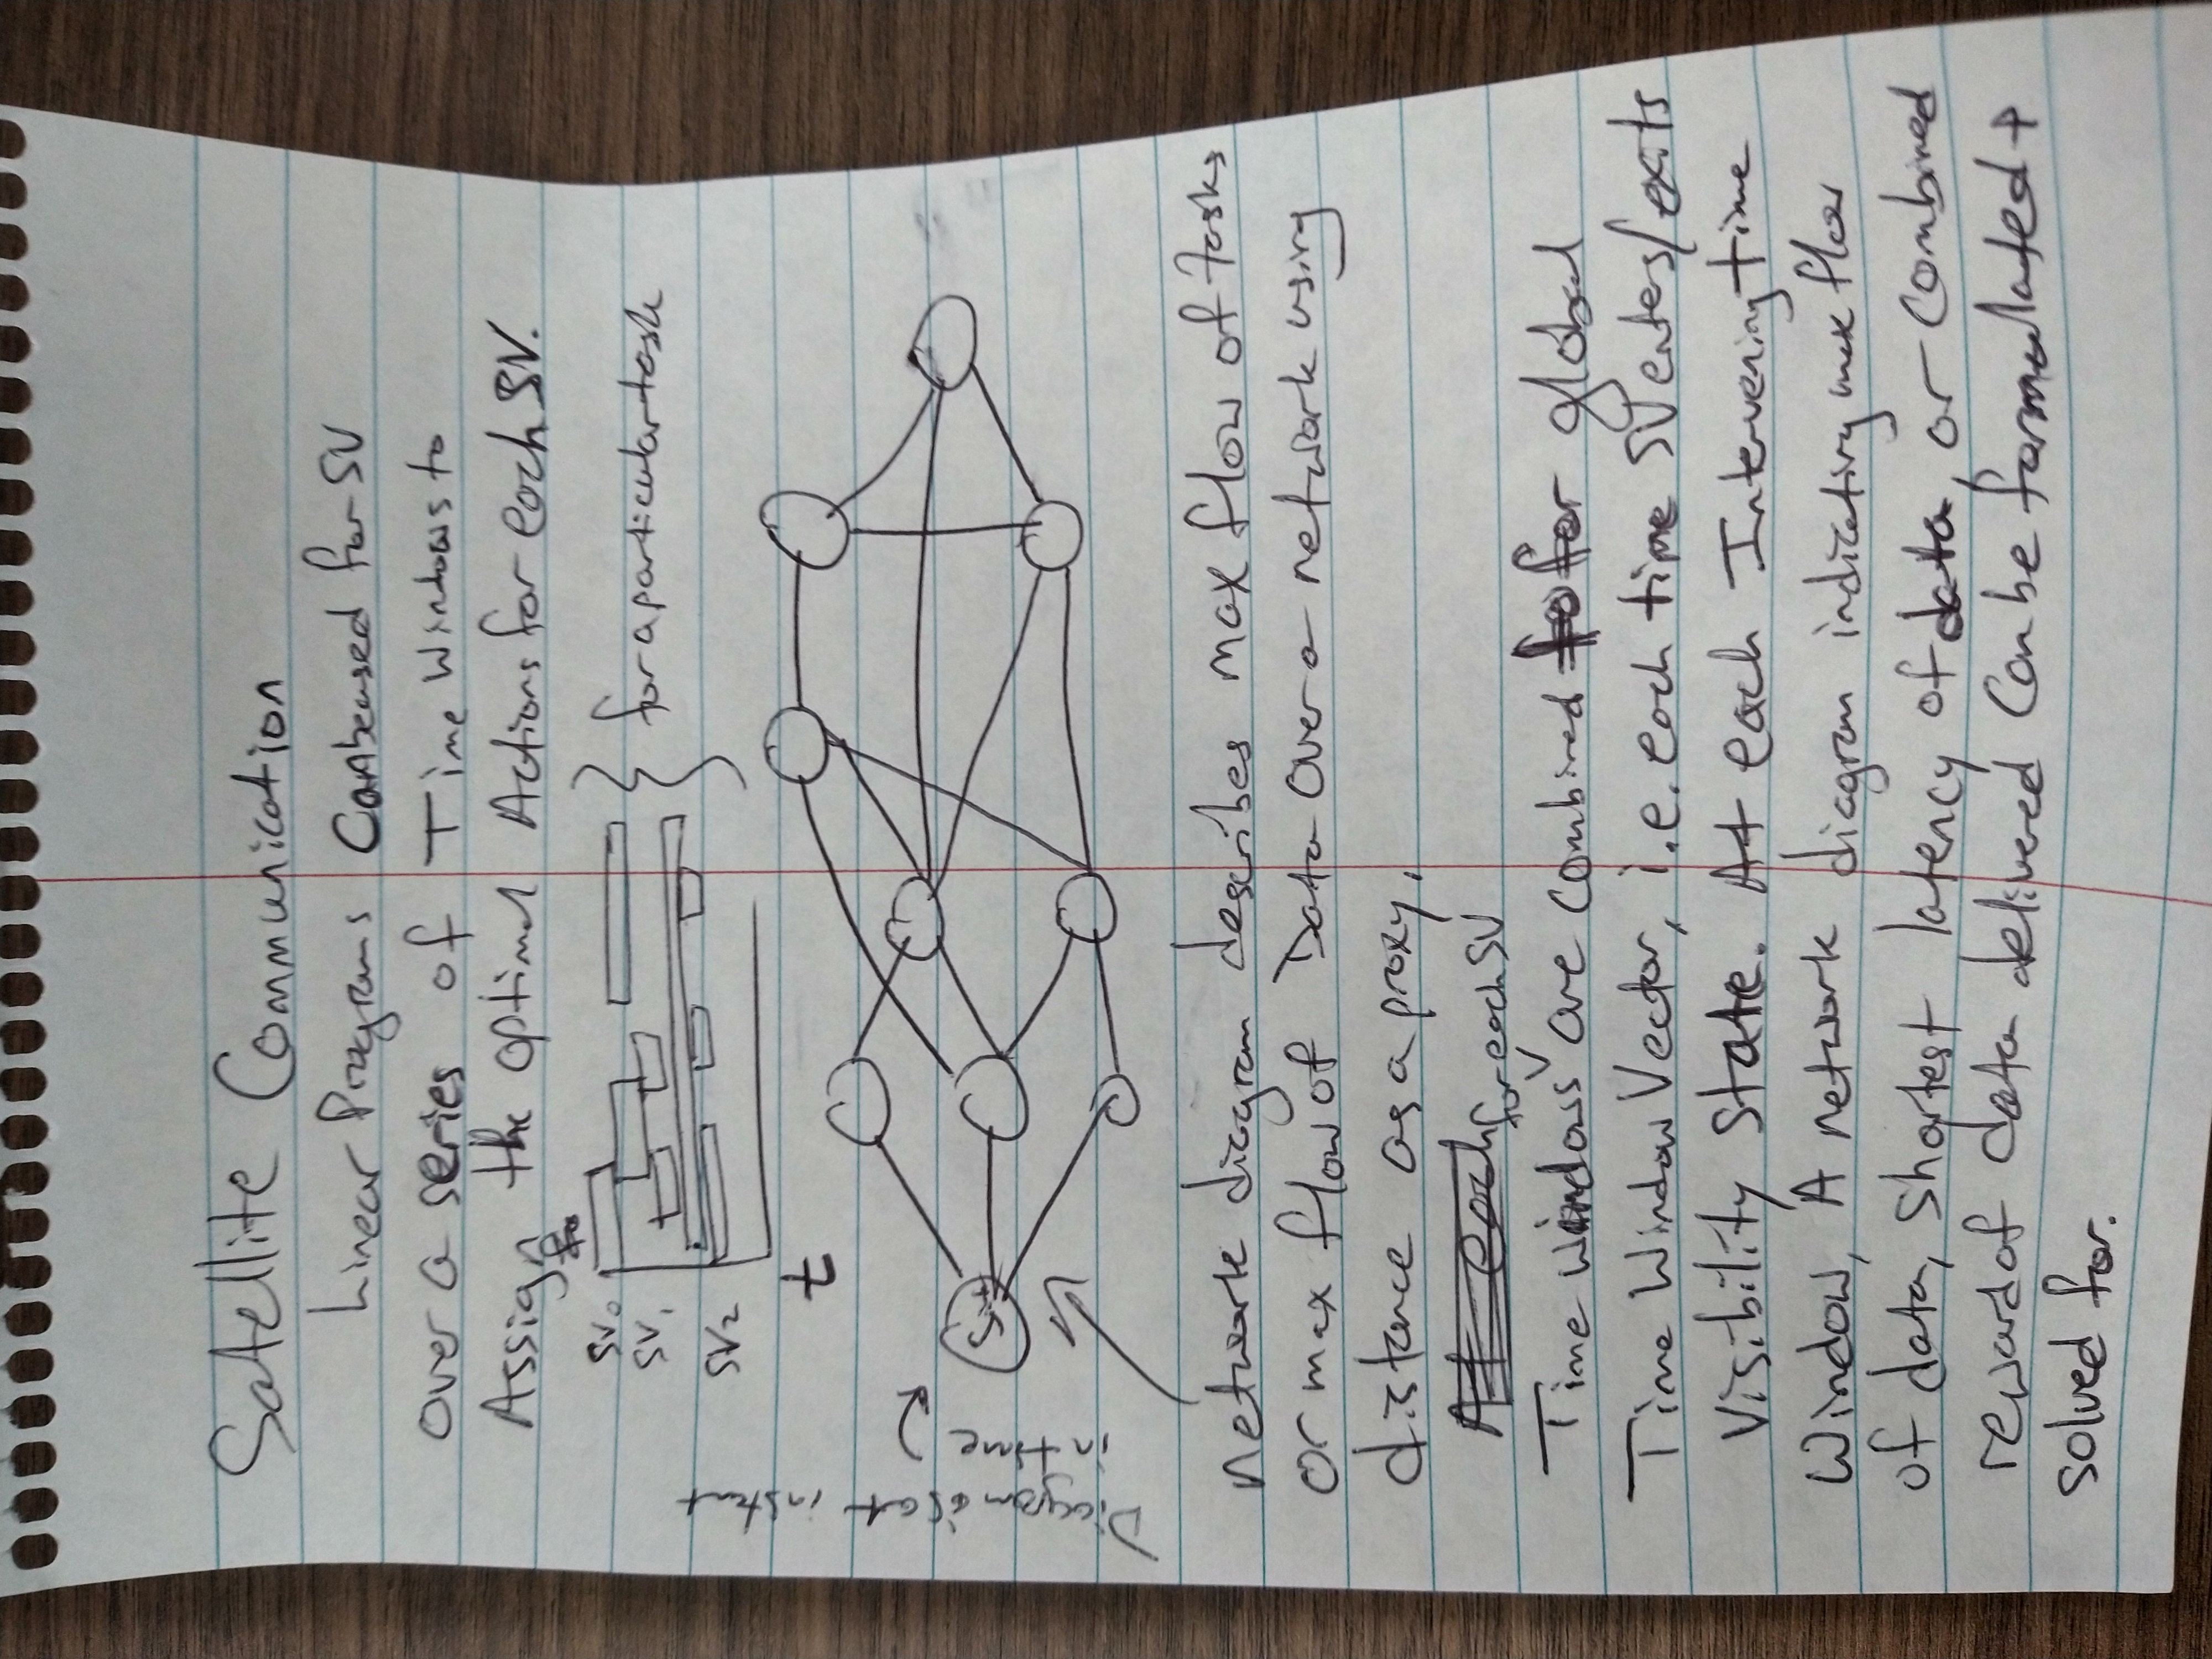 Satellite Communication
Linear Programs Can be used for SV
over a series of Time Windows to
Assign the optimal Actions for each SV.
SV0
SV1
SV2
for a particular task
t
Diagram is at instant
in time
Network diagram describes max flow of Tasks
or max flow of Data over a network using
distance as a proxy.
for each SV
Time windows are combined for global
Time Window Vector, i.e. each time SV enters/exits
Visibility State. At each Intervening time
Window, A network diagram indicating max flow
of data, shortest latency of data, or combined
reward of data delivered can be formulated +
solved for.